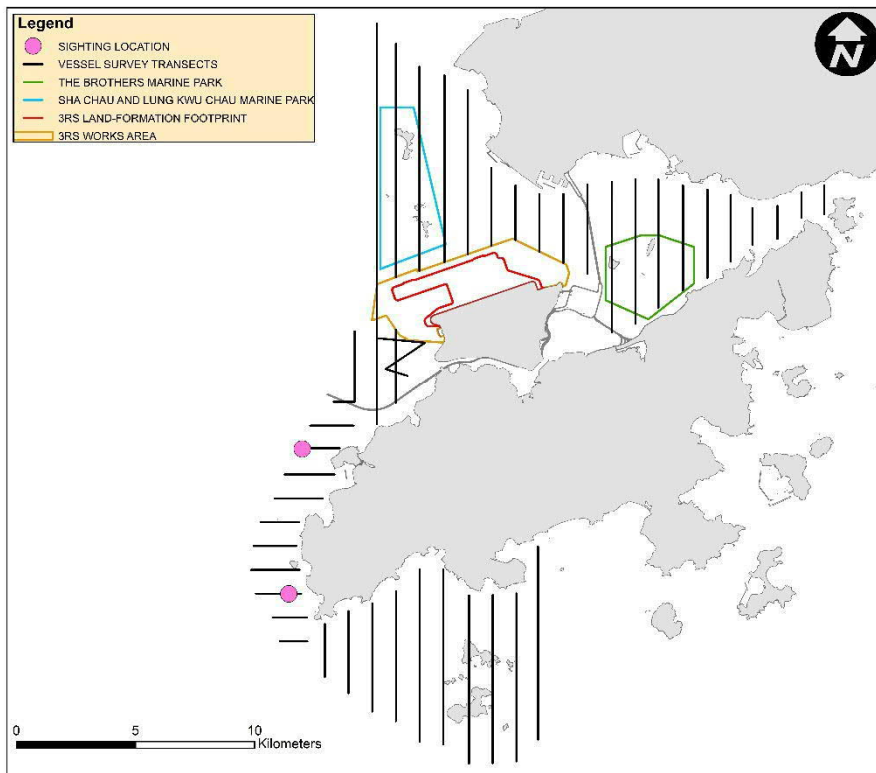 Legend
SIGHTING LOCATION
VESSEL SURVEY TRANSECTS
THE BROTHERS MARINE PARK
SHA CHAU AND LUNG KWU CHAU MARINE PARK
3RS LAND-FORMATION FOOTPRINT
3RS WORKS AREA
N
0 5 10
Kilometers